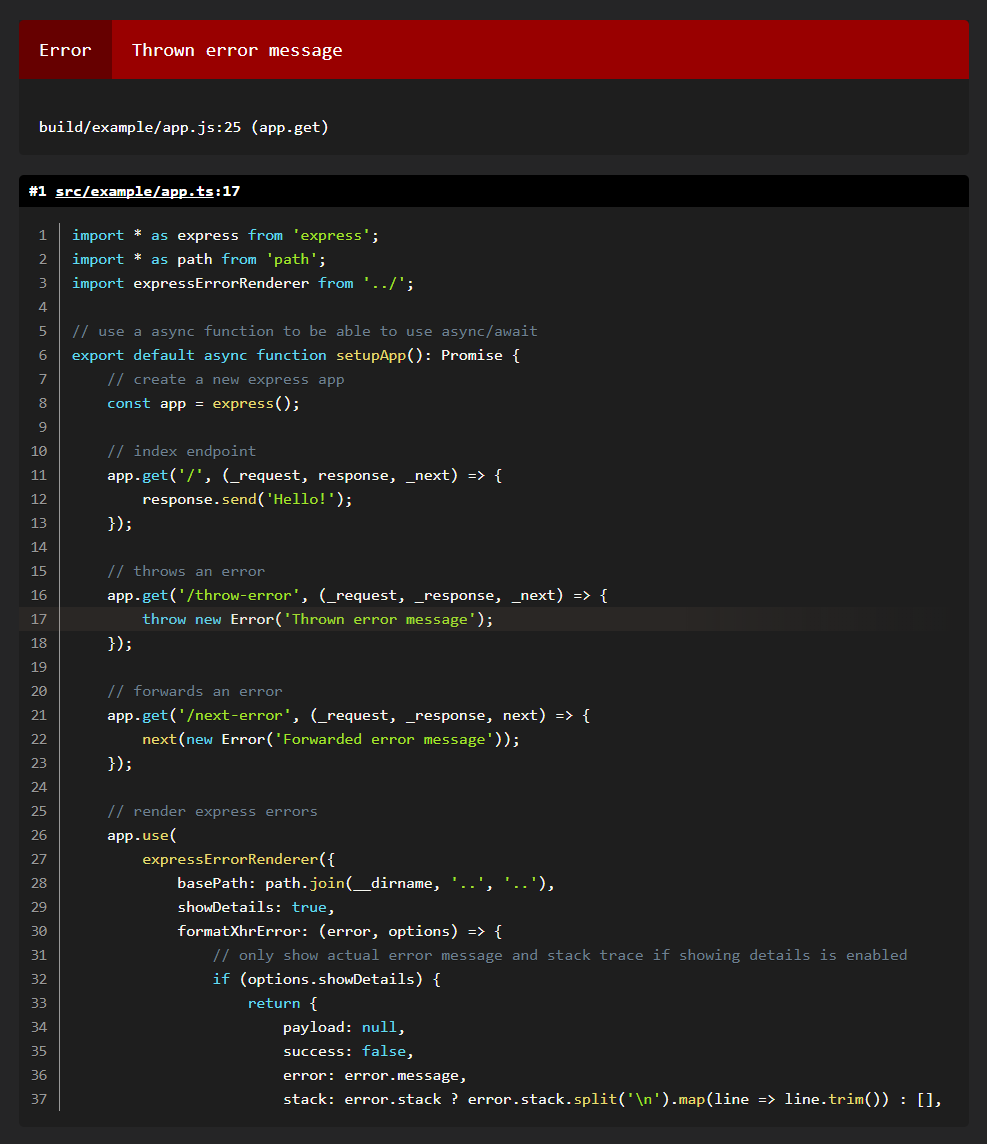 Error Thrown error message
build/example/app.js:25 (app.get)
#1 src/example/app.ts:17
1 import * as express from 'express';
2 import * as path from 'path';
3 import expressErrorRenderer from '../';
4
5 // use a async function to be able to use async/await
6 export default async function setupApp(): Promise {
7     // create a new express app
8     const app = express();
9
10     // index endpoint
11     app.get('/', (_request, response, _next) => {
12         response.send('Hello!');
13     });
14
15     // throws an error
16     app.get('/throw-error', (_request, _response, _next) => {
17         throw new Error('Thrown error message');
18     });
19
20     // forwards an error
21     app.get('/next-error', (_request, _response, next) => {
22         next(new Error('Forwarded error message'));
23     });
24
25     // render express errors
26     app.use(
27         expressErrorRenderer({
28             basePath: path.join(__dirname, '..', '..'),
29             showDetails: true,
30             formatXhrError: (error, options) => {
31                 // only show actual error message and stack trace if showing details is enabled
32                 if (options.showDetails) {
33                     return {
34                         payload: null,
35                         success: false,
36                         error: error.message,
37                         stack: error.stack ? error.stack.split('\n').map(line => line.trim()) : [],